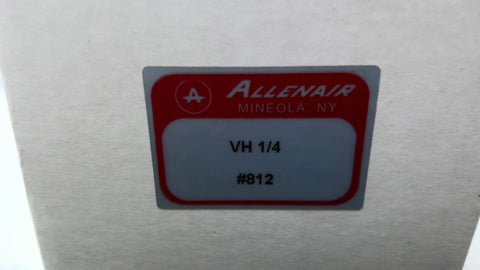 A ALLENAIR
MINEOLA, NY
VH 1/4
#812